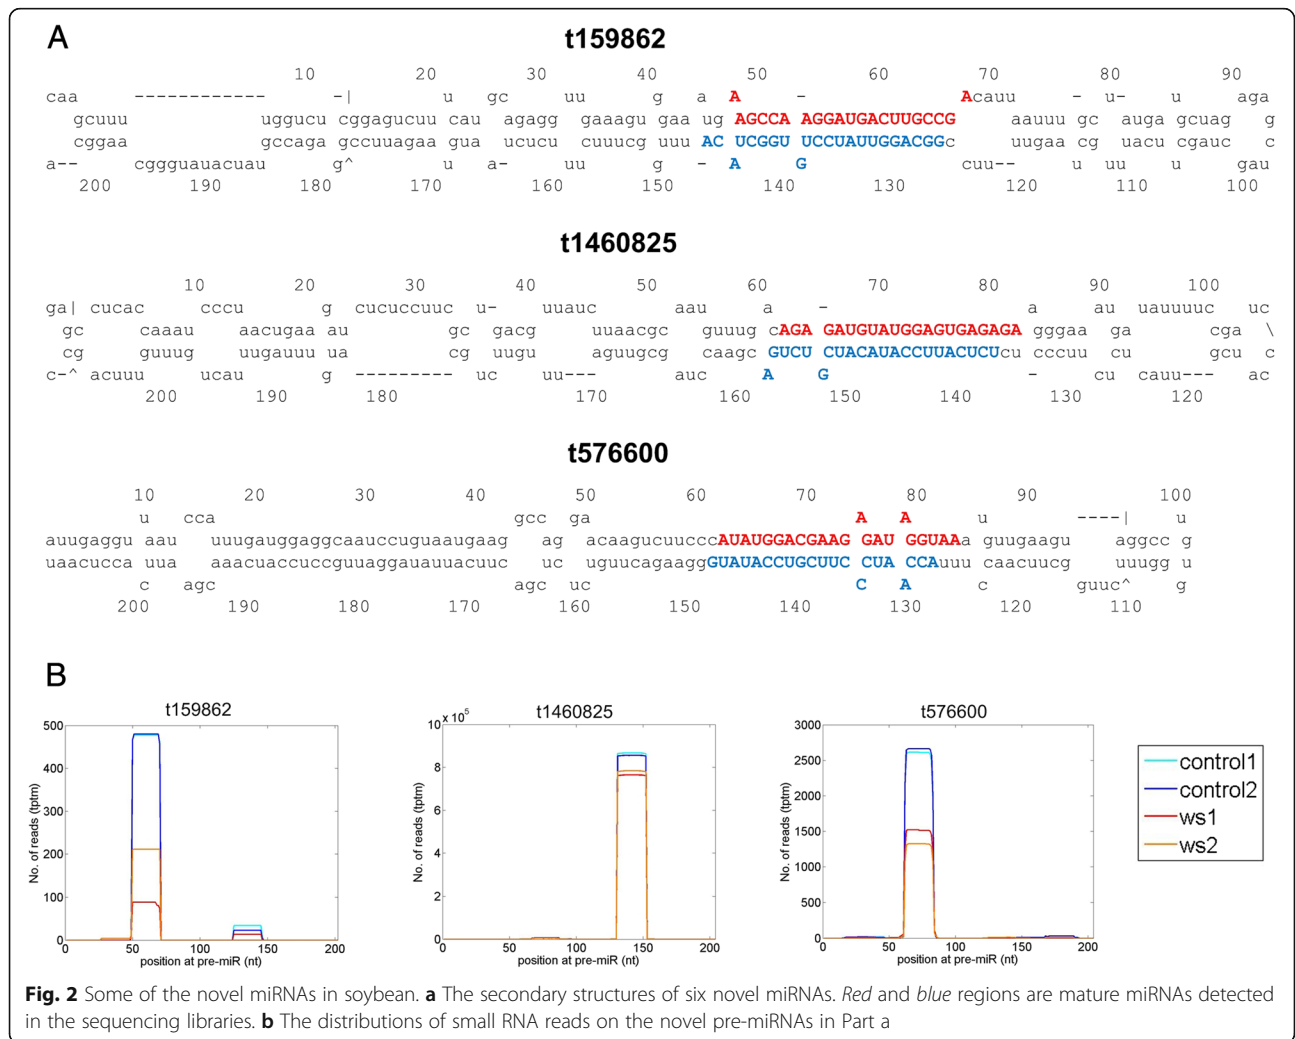 A
t159862
10 20 30 40 50 60 70 80 90
caa ------------ -| u gc uu g a A - Acauu - u- u aga
gcuuu uggucu cggagucuu cau agagg gaaagu gaa ug AGCCA AGGAUGACUUGCCG aauuu gc auga gcuag g
cggaa gccaga gccuuagaa gua ucucu cuuucg uuu AC UCGGU UCCUAUUGGACGGc uugaa cg uacu cgauc c
a-- cggguauacuau g^ u a- uu g - A G cuu-- u uu u gau
200 190 180 170 160 150 140 130 120 110 100
t1460825
10 20 30 40 50 60 70 80 90 100
ga| cucac cccu g cucuccuuc u- uuauc aau a - a au uauuuuc uc
gc caaau aacugaa au gc gacg uuaacgc guuug cAGA GAUGUAUGGAGUGAGAGA gggaa ga cga \
cg guuug uugauuu ua cg uugu aguugcg caagc GUCU CUACAUACCUUACUCUcu cccuu cu gcu c
c-^ acuuu ucau g --------- uc uu--- auc A G - cu cauu--- ac
200 190 180 170 160 150 140 130 120
t576600
10 20 30 40 50 60 70 80 90 100
u cca gcc ga A A u ----| u
auugaggu aau uuugauggaggcaauccuguaaugaag ag acaagucuucccAUAUGGACGAAG GAU GGUAAa guugaagu aggcc g
uaacucca uua aaacuaccuccguuaggauauuacuuc uc uguucagaaggGUAUACCUGCUUC CUA CCAuuu caacuucg uuugg u
c agc agc uc C A c guuc^ g
200 190 180 170 160 150 140 130 120 110
B
t159862 t1460825 t576600
No. of reads (tptm)
500
400
300
200
100
0
0 50 100 150 200
position at pre-miR (nt)
No. of reads (tptm)
10 x 10^5
8
6
4
2
0
0 50 100 150 200
position at pre-miR (nt)
No. of reads (tptm)
3000
2500
2000
1500
1000
500
0
0 50 100 150 200
position at pre-miR (nt)
control1
control2
ws1
ws2
Fig. 2 Some of the novel miRNAs in soybean. a The secondary structures of six novel miRNAs. Red and blue regions are mature miRNAs detected
in the sequencing libraries. b The distributions of small RNA reads on the novel pre-miRNAs in Part a